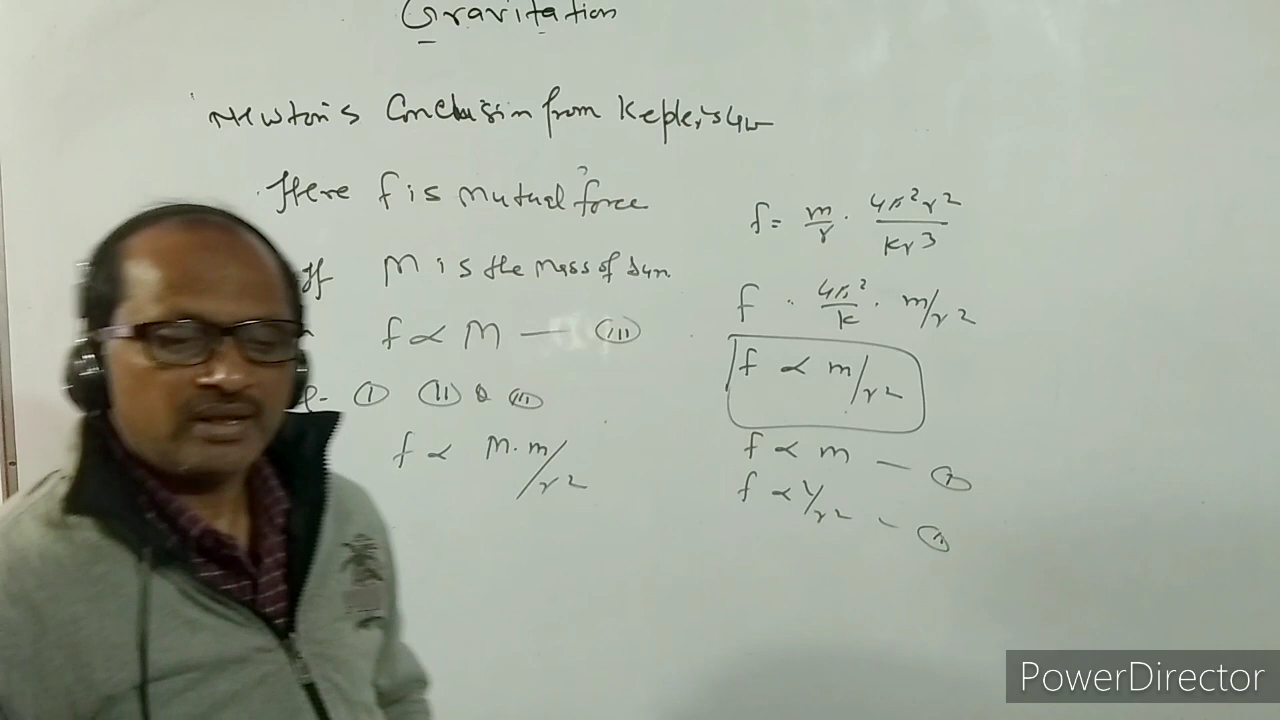 Gravitation
Newton's Conclusion from Kepler's Law
Here f is mutual force
If M is the mass of Sun
f ∝ M — (III)
(I) (II) & (III)
f ∝ M.m/r2
f = m/r . 4π2r2/kr3
f . 4π2/k . m/r2
f ∝ m/r2
f ∝ m — (I)
f ∝ 1/r2 - (II)
PowerDirector